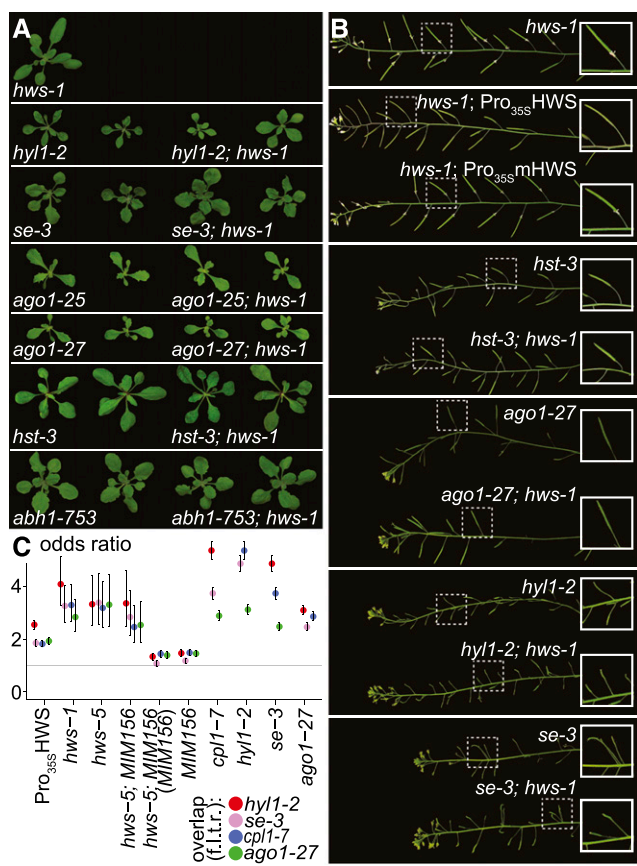 A
hws-1
hyl1-2
hyl1-2; hws-1
se-3
se-3; hws-1
ago1-25
ago1-25; hws-1
ago1-27
ago1-27; hws-1
hst-3
hst-3; hws-1
abh1-753
abh1-753; hws-1
B
hws-1
hws-1; Pro35SHWS
hws-1; Pro35SmHWS
hst-3
hst-3; hws-1
ago1-27
ago1-27; hws-1
hyl1-2
hyl1-2; hws-1
se-3
se-3; hws-1
C
odds ratio
4
2
0
Pro35SHWS
hws−1
hws−5
hws−5; MIM156
hws−5; MIM156
(MIM156)
MIM156
cpl1−7
hyl1−2
se−3
ago1−27
overlap
(f.l.t.r.):
hyl1-2
se-3
cpl1-7
ago1-27